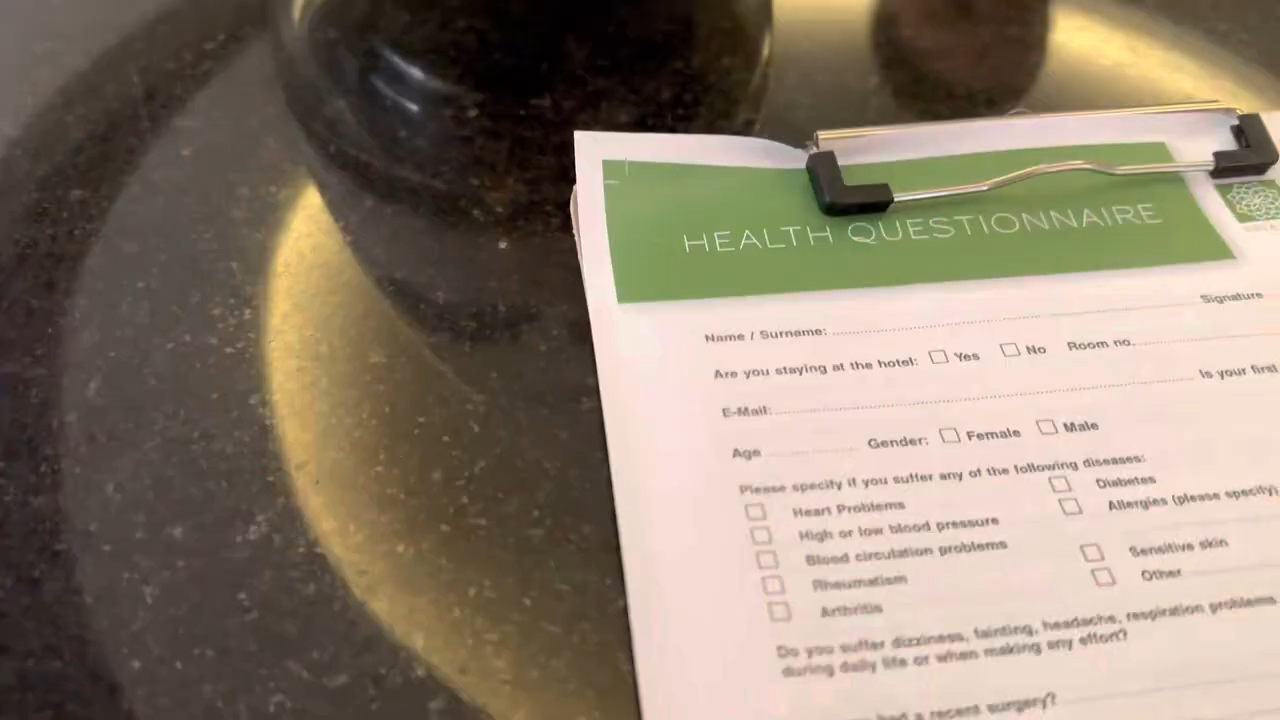 HEALTH QUESTIONNAIRE
Name / Surname: Signature
Are you staying at the hotel: Yes No Room no.
E-Mail: Is your first
Age Gender: Female Male
Please specify if you suffer any of the following diseases:
Heart Problems Diabetes
High or low blood pressure Allergies (please specify)
Blood circulation problems Sensitive skin
Rheumatism Other
Arthritis
Do you suffer dizziness, fainting, headachs, respiration problems
during daily life or when making any effort?
had a recent surgery?